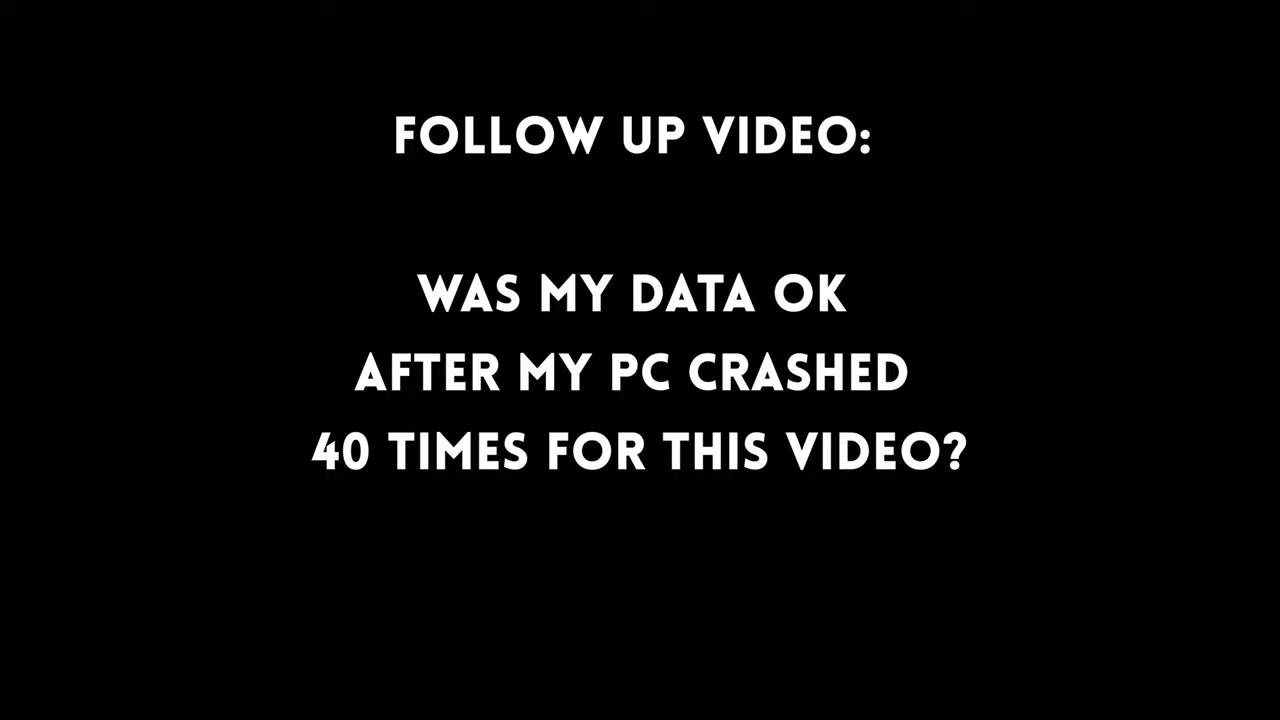 FOLLOW UP VIDEO:
WAS MY DATA OK
AFTER MY PC CRASHED
40 TIMES FOR THIS VIDEO?